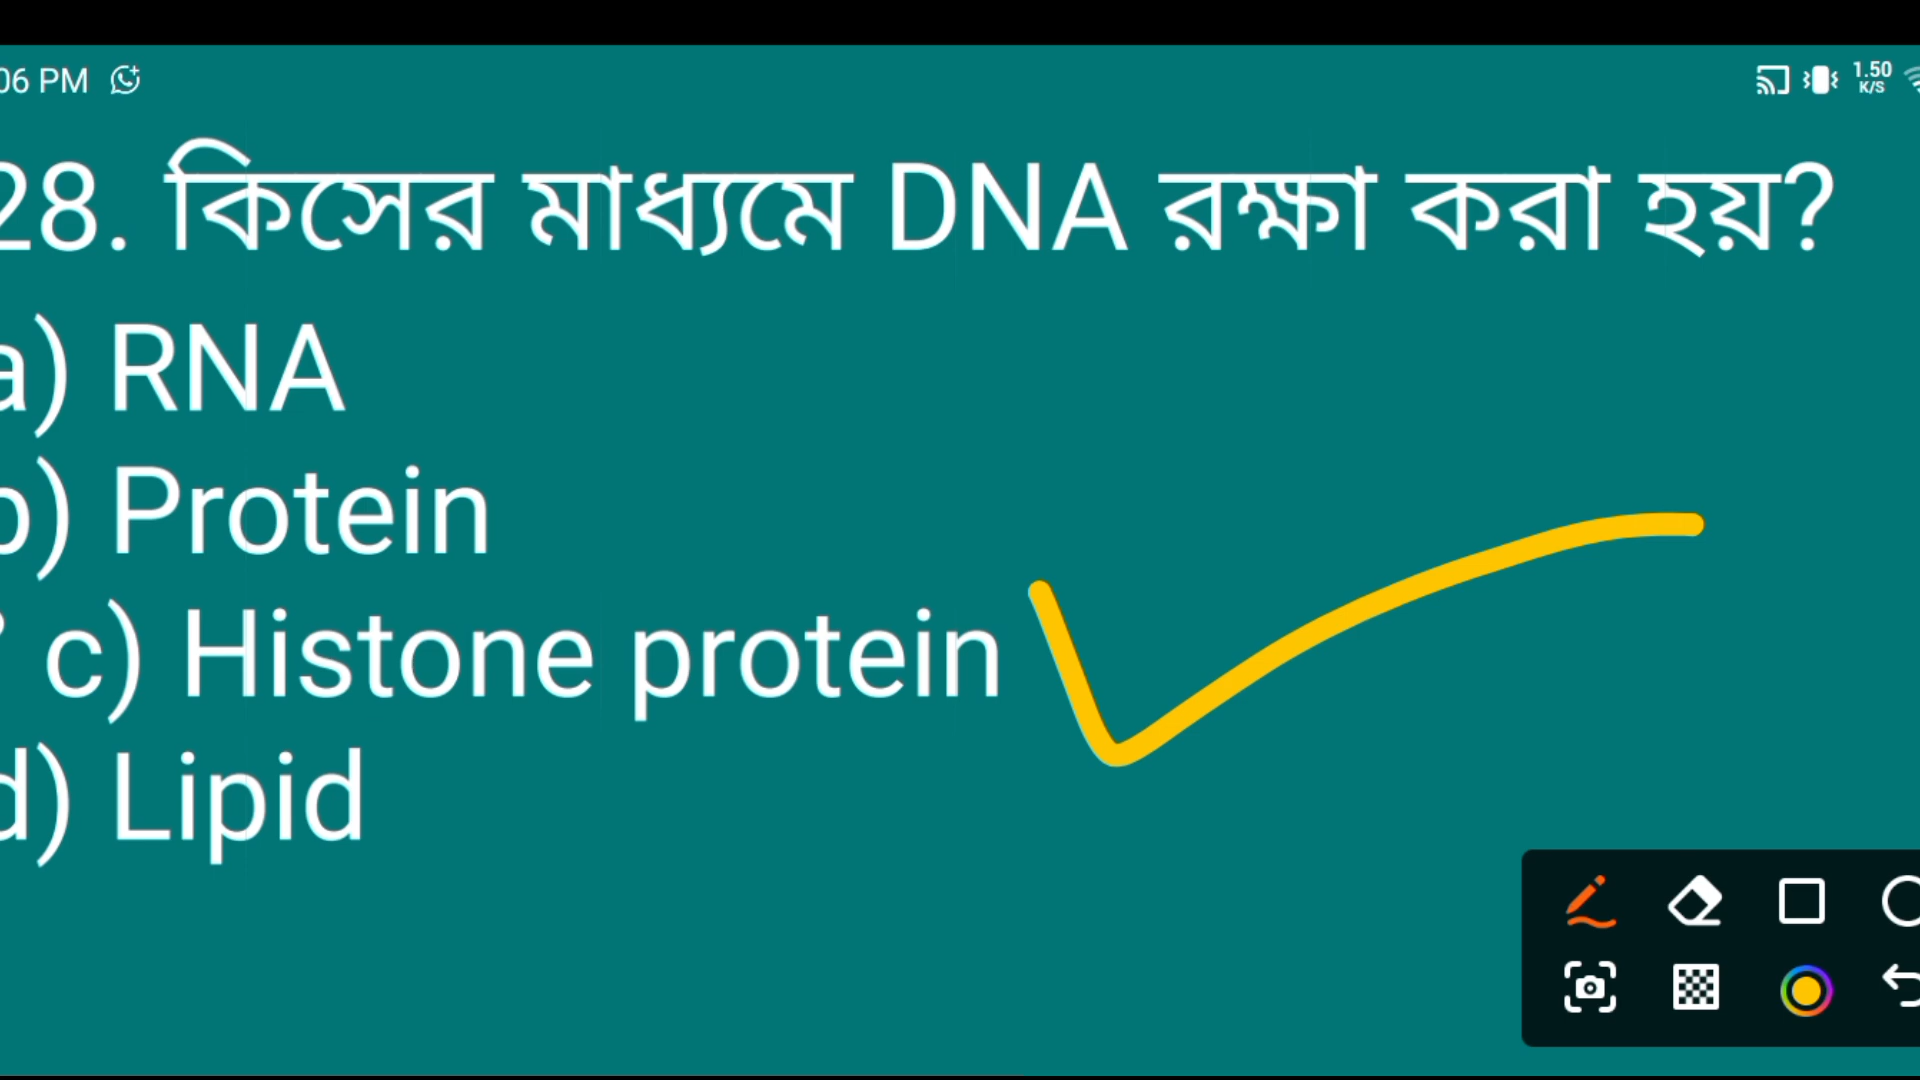 06 PM
1.50
K/S
28. কিসের মাধ্যমে DNA রক্ষা করা হয়?
a) RNA
b) Protein
c) Histone protein
d) Lipid